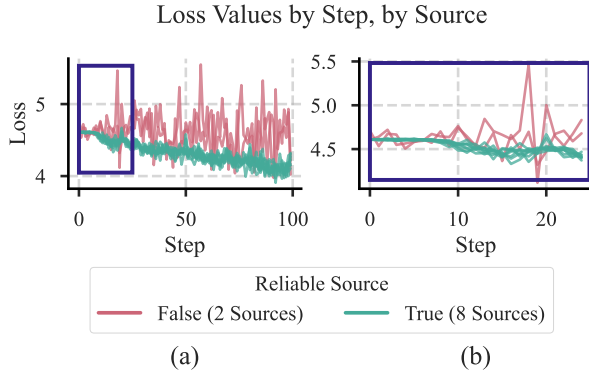 Loss Values by Step, by Source
Loss
5
4
0 50 100
Step
5.5
5.0
4.5
0 10 20
Step
Reliable Source
False (2 Sources) True (8 Sources)
(a) (b)